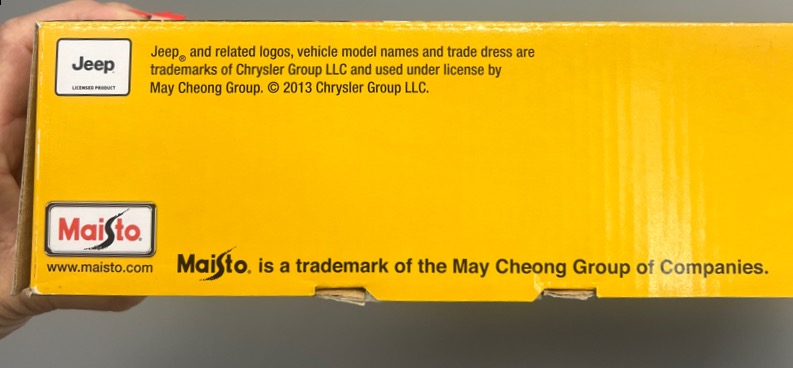 Jeep
LICENSED PRODUCT
Jeep® and related logos, vehicle model names and trade dress are
trademarks of Chrysler Group LLC and used under license by
May Cheong Group. © 2013 Chrysler Group LLC.
Maisto®
www.maisto.com
Maisto® is a trademark of the May Cheong Group of Companies.